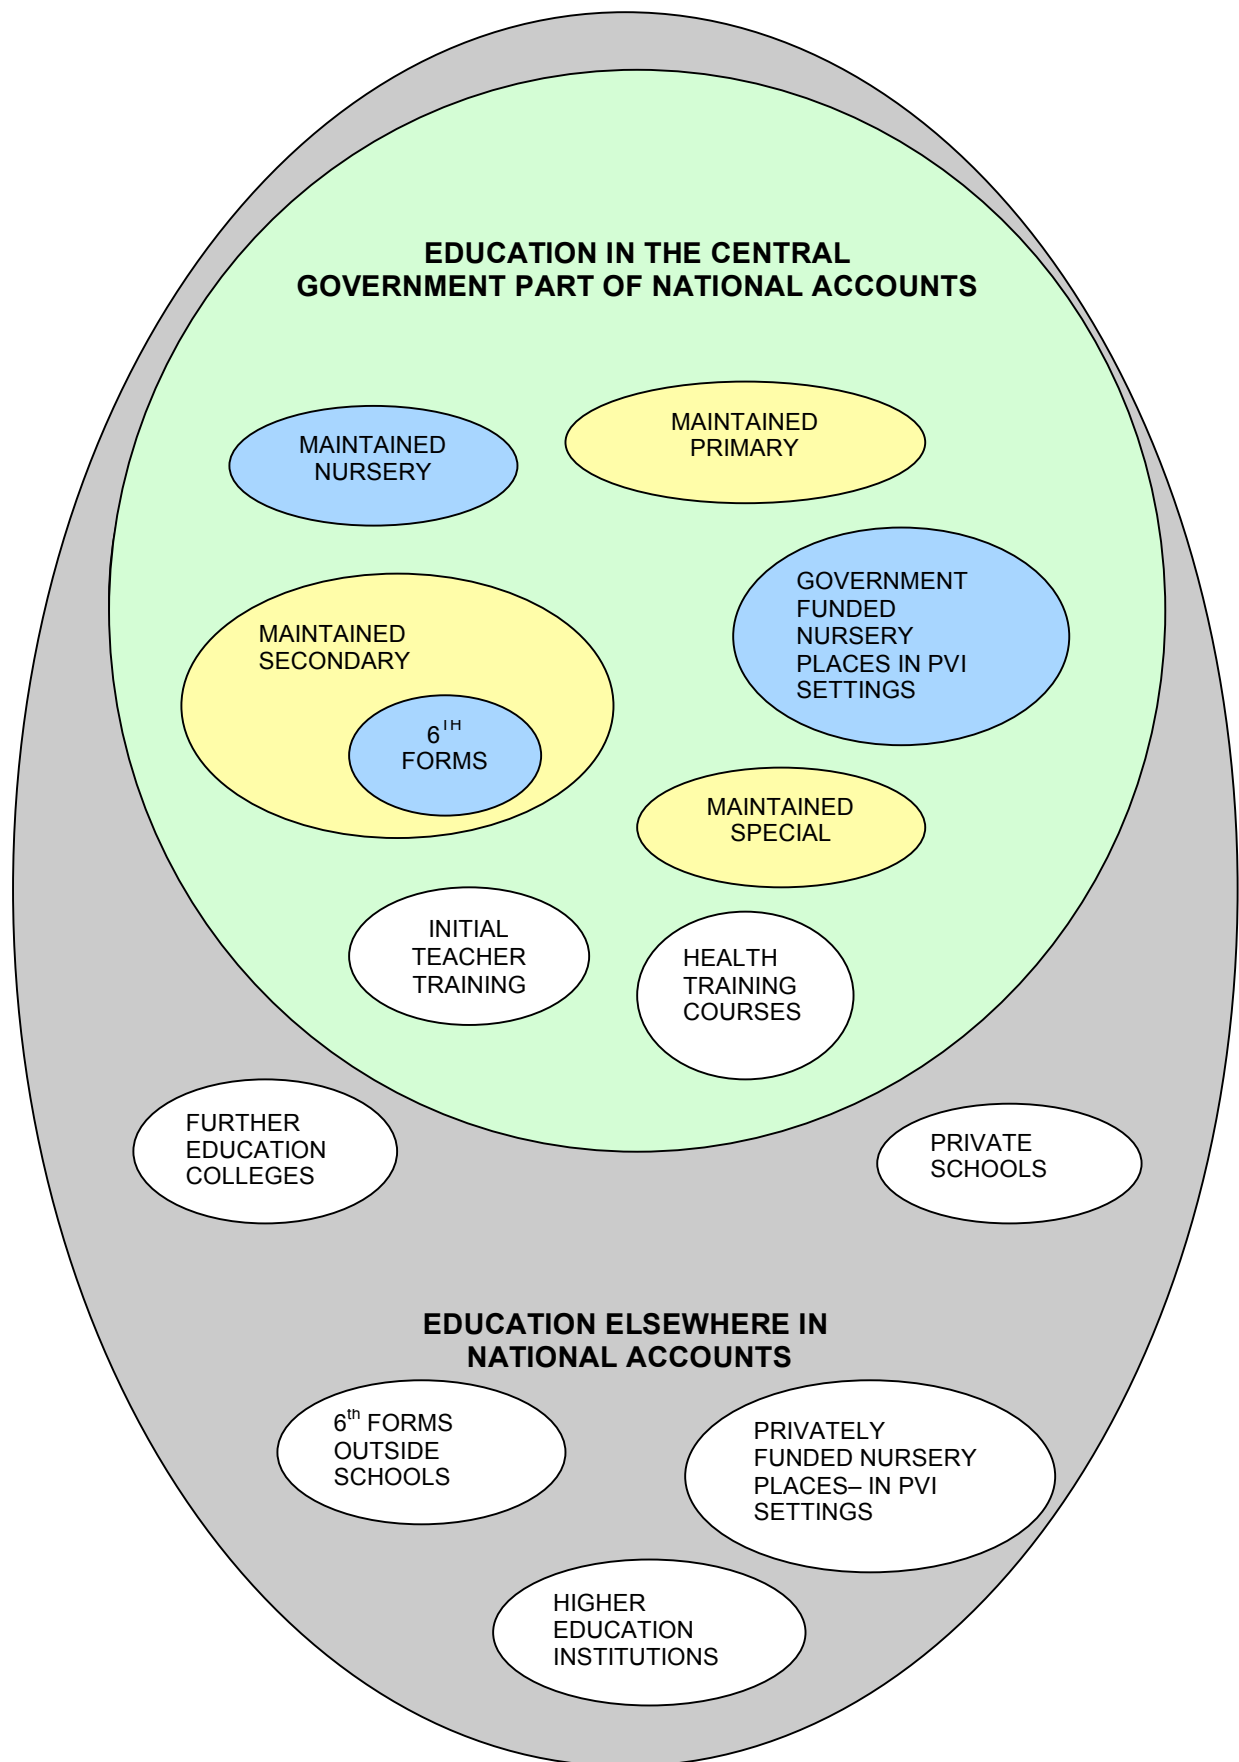 EDUCATION IN THE CENTRAL
GOVERNMENT PART OF NATIONAL ACCOUNTS
MAINTAINED
NURSERY
MAINTAINED
PRIMARY
GOVERNMENT
FUNDED
NURSERY
PLACES IN PVI
SETTINGS
MAINTAINED
SECONDARY
6TH
FORMS
MAINTAINED
SPECIAL
INITIAL
TEACHER
TRAINING
HEALTH
TRAINING
COURSES
FURTHER
EDUCATION
COLLEGES
PRIVATE
SCHOOLS
EDUCATION ELSEWHERE IN
NATIONAL ACCOUNTS
6th FORMS
OUTSIDE
SCHOOLS
PRIVATELY
FUNDED NURSERY
PLACES– IN PVI
SETTINGS
HIGHER
EDUCATION
INSTITUTIONS